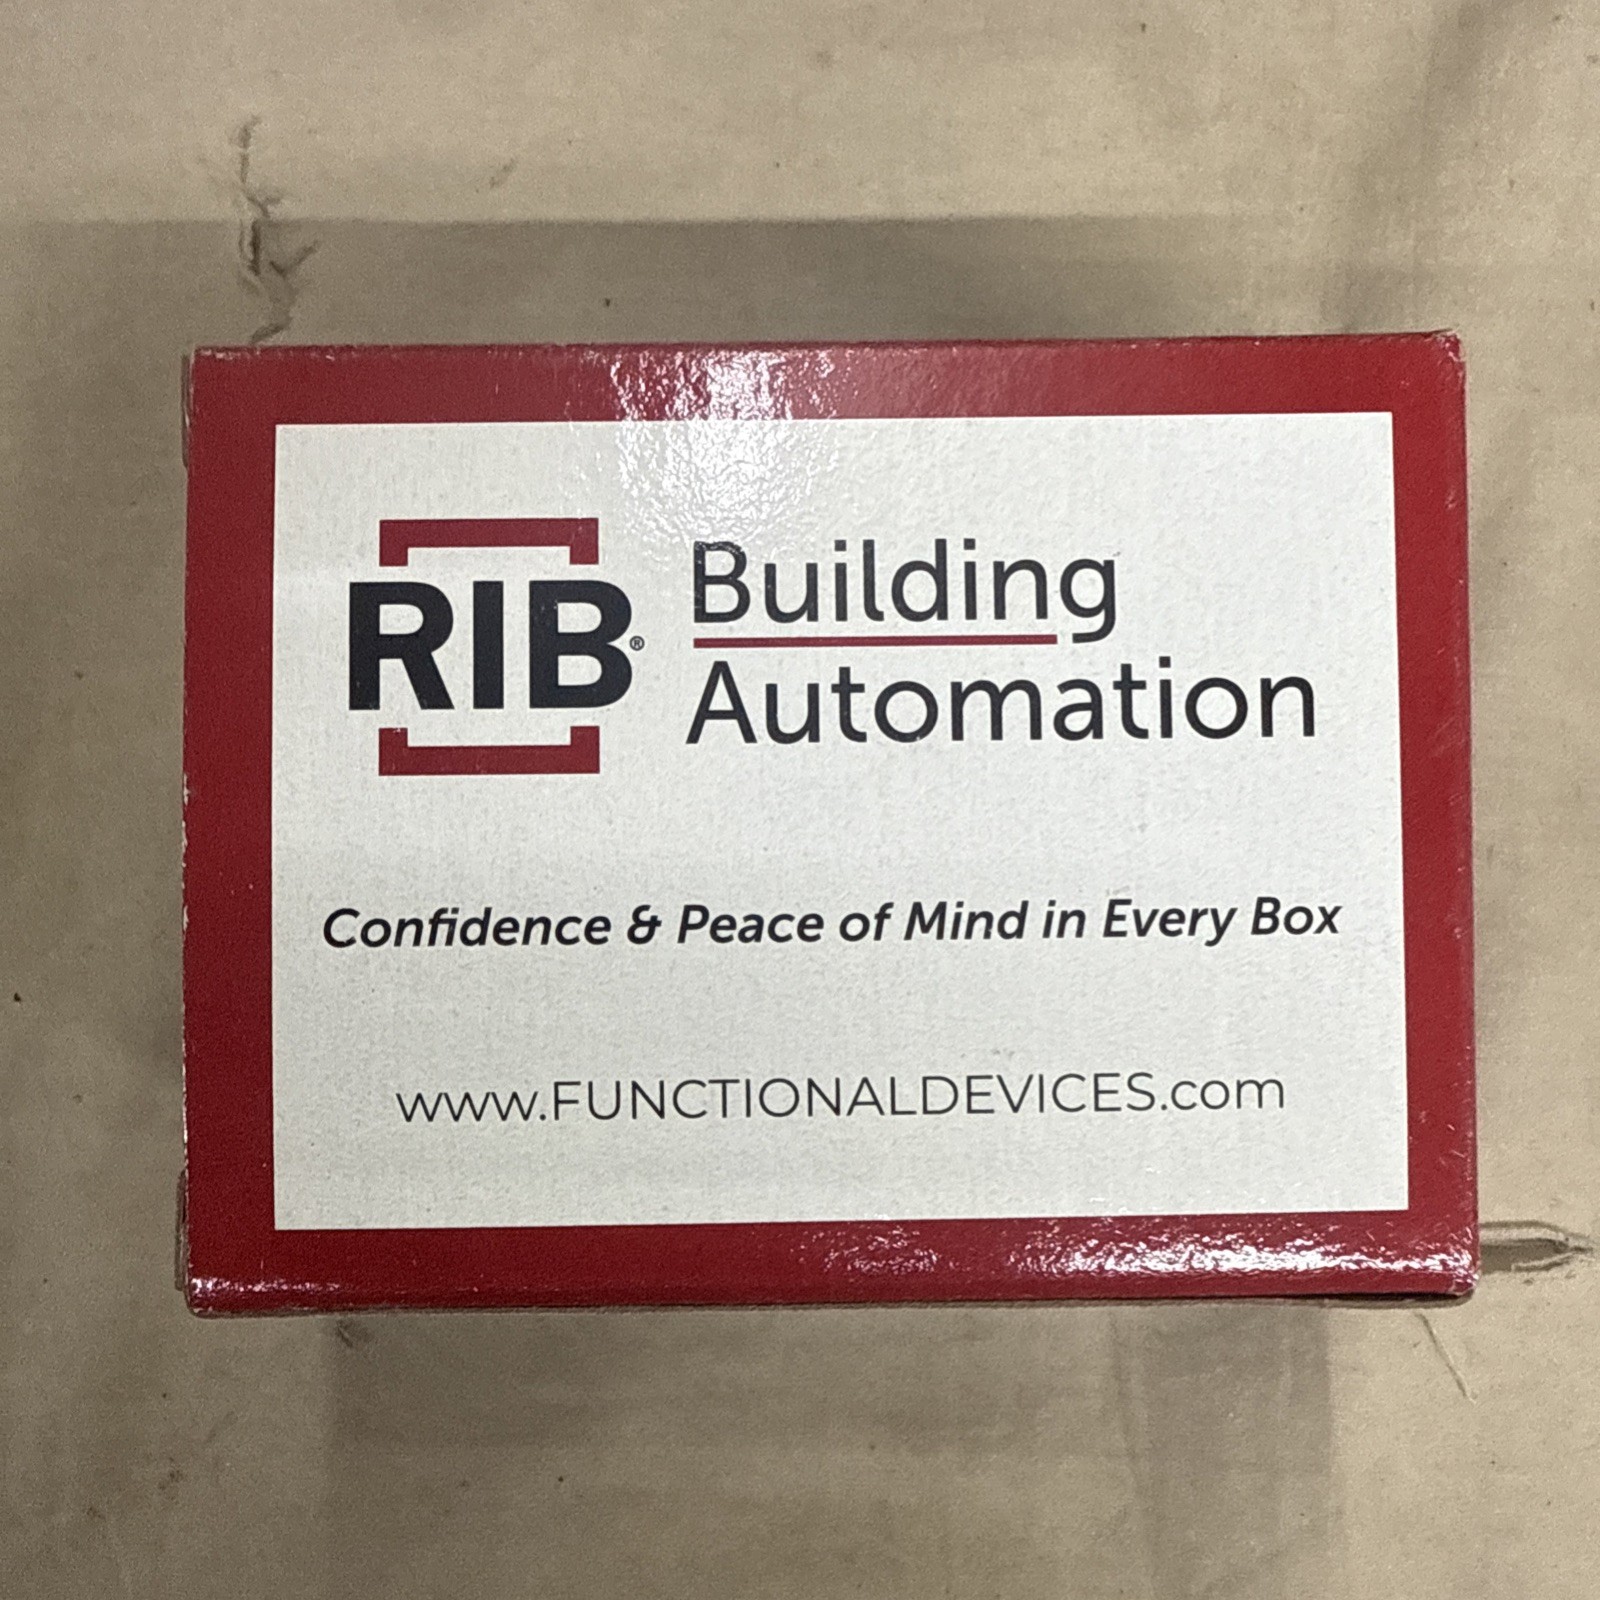 RIB®
Building
Automation
Confidence & Peace of Mind in Every Box
www.FUNCTIONALDEVICES.com